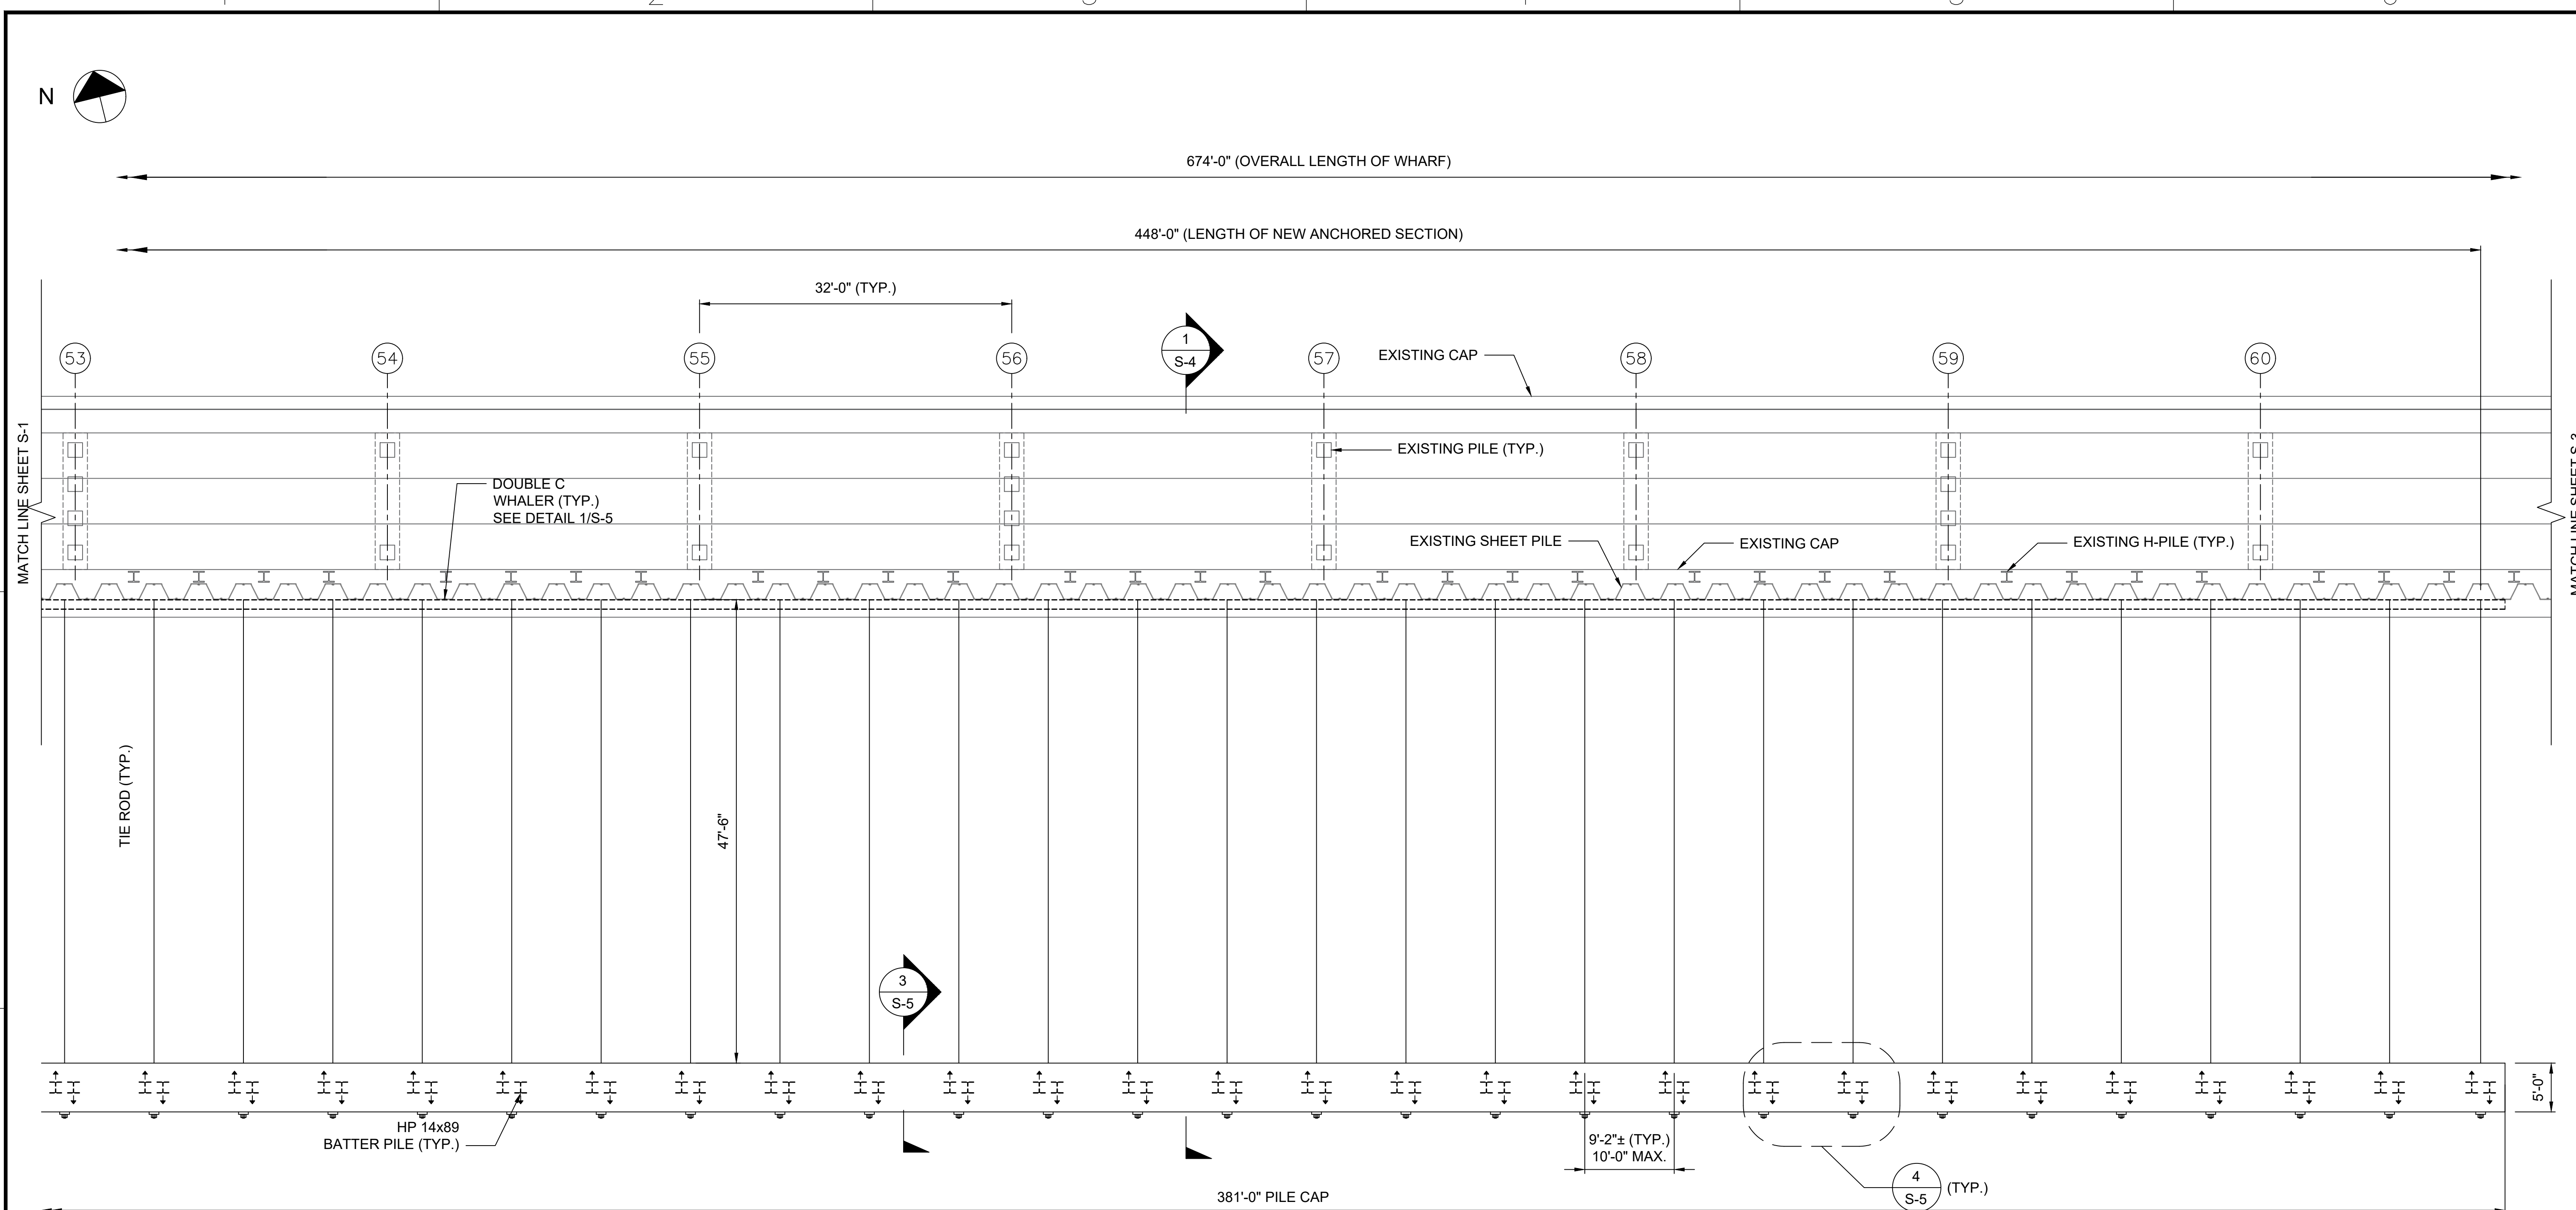 N
674'-0" (OVERALL LENGTH OF WHARF)
448'-0" (LENGTH OF NEW ANCHORED SECTION)
32'-0" (TYP.)
1
S-4
53
54
55
56
57
58
59
60
EXISTING CAP
MATCH LINE SHEET S-1
EXISTING PILE (TYP.)
DOUBLE C
WHALER (TYP.)
SEE DETAIL 1/S-5
EXISTING SHEET PILE
EXISTING CAP
EXISTING H-PILE (TYP.)
MATCH LINE SHEET S-3
TIE ROD (TYP.)
47'-6"
3
S-5
5'-0"
HP 14x89
BATTER PILE (TYP.)
9'-2"± (TYP.)
10'-0" MAX.
4
S-5
(TYP.)
381'-0" PILE CAP